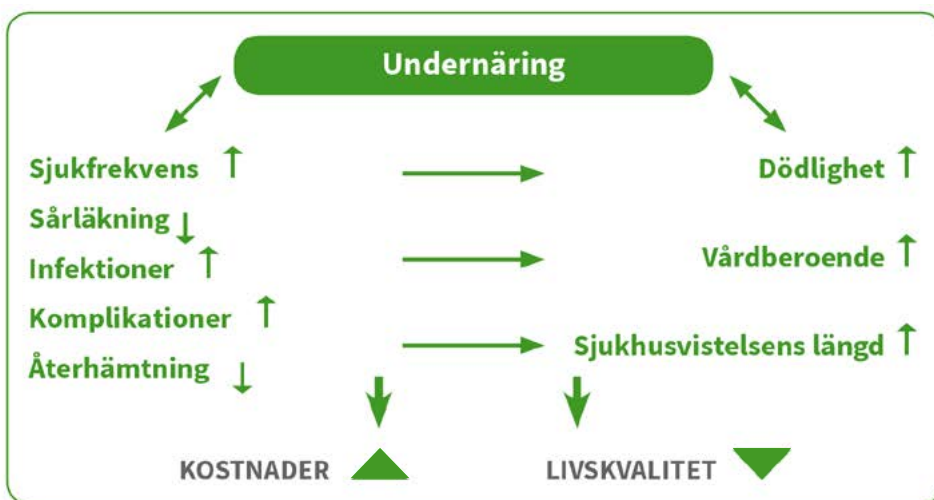 Undernäring
Sjukfrekvens ↑
Sårläkning ↓
Infektioner ↑
Komplikationer ↑
Återhämtning ↓
Dödlighet ↑
Vårdberoende ↑
Sjukhusvistelsens längd ↑
KOSTNADER
LIVSKVALITET